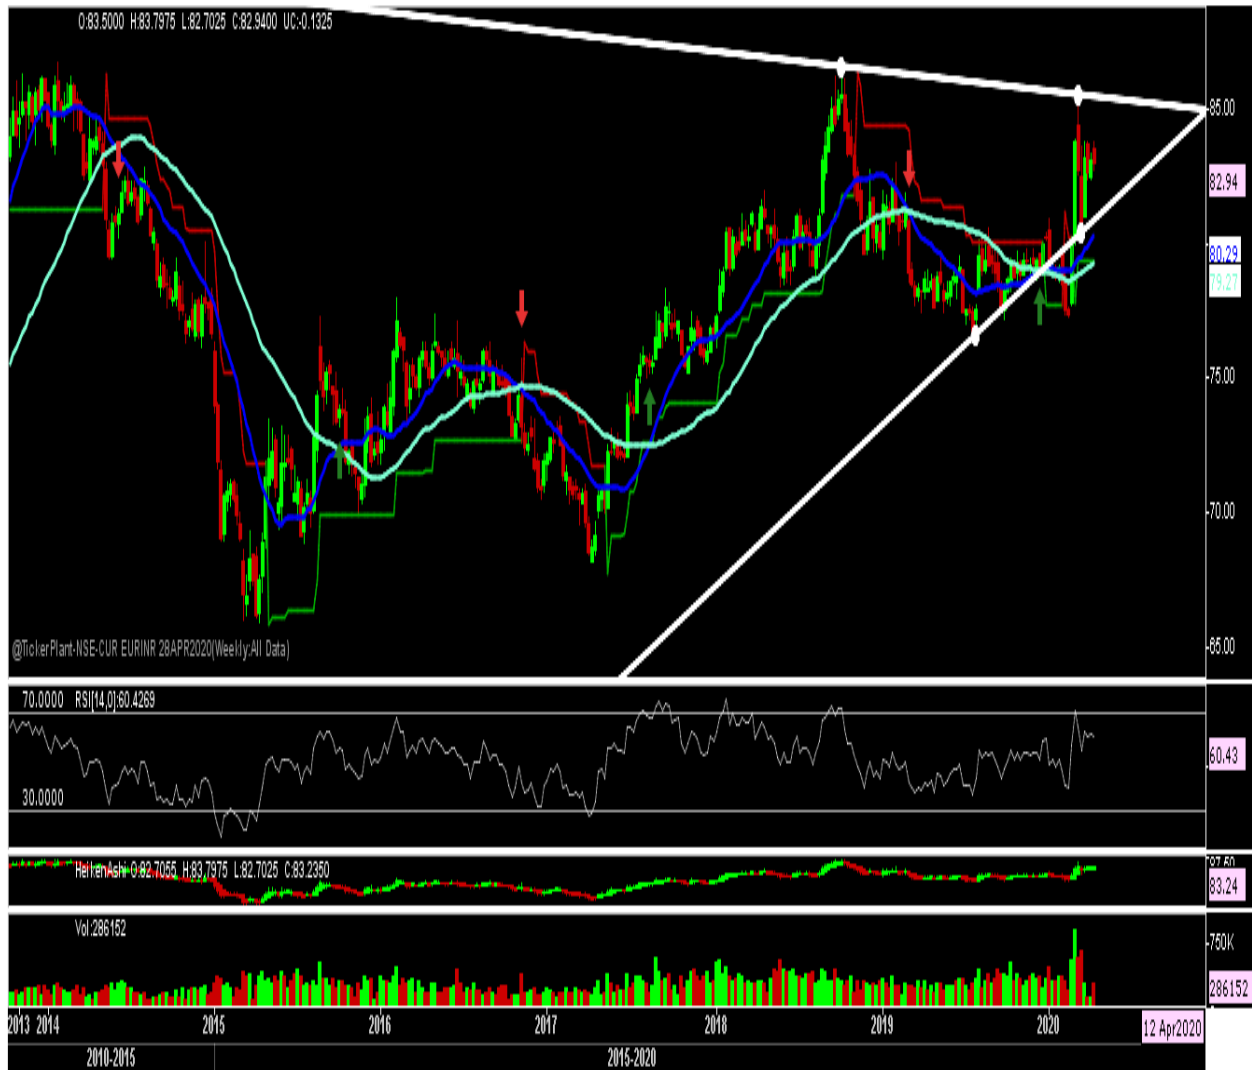 O:83.5000 H:83.7975 L:82.7025 C:82.9400 UC:-0.1325
85.00
82.94
80.29
79.27
75.00
70.00
65.00
@TickerPlant-NSE-CUR EURINR 28APR2020(Weekly:All Data)
70.0000 RSI[14,0]:60.4269
60.43
30.0000
HeikenAshi O:82.7055 H:83.7975 L:82.7025 C:83.2350
83.24
Vol:286152
750K
286152
2013 2014 2015 2016 2017 2018 2019 2020
12 Apr2020
2010-2015 2015-2020